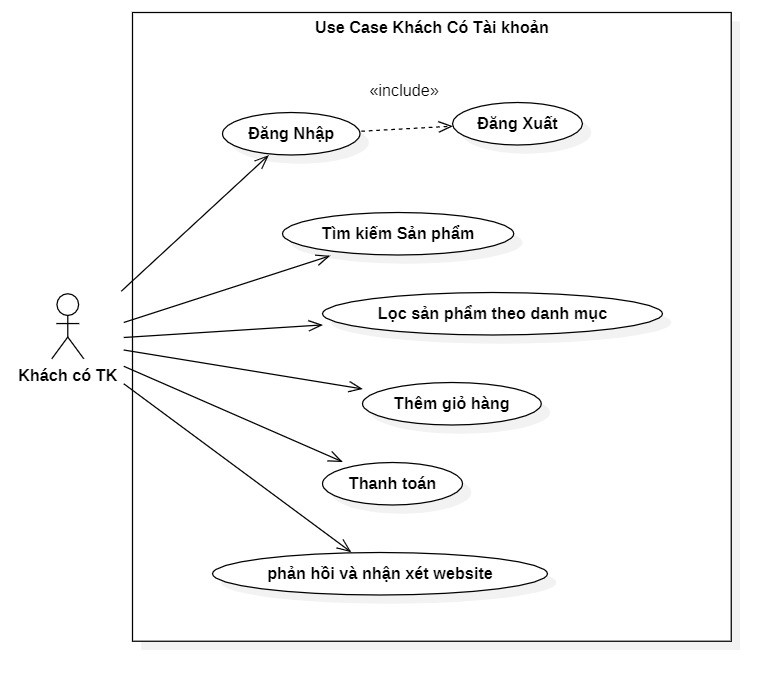 Use Case Khách Có Tài khoản
«include»
Đăng Nhập
Đăng Xuất
Tìm kiếm Sản phẩm
Lọc sản phẩm theo danh mục
Khách có TK
Thêm giỏ hàng
Thanh toán
phản hồi và nhận xét website